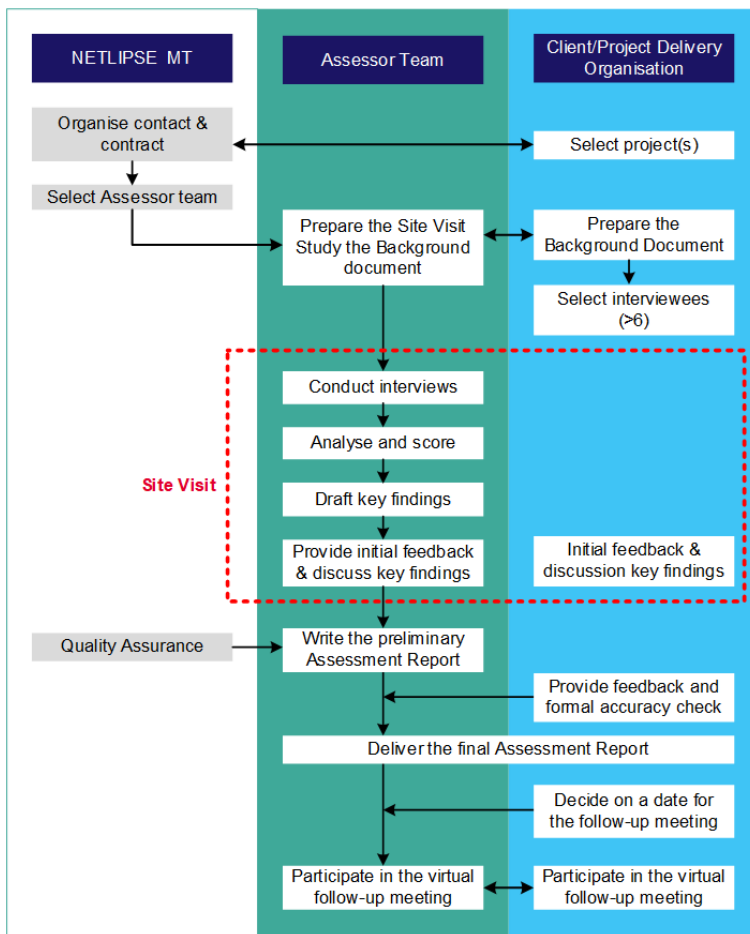 NETLIPSE MT
Assessor Team
Client/Project Delivery
Organisation
Organise contact &
contract
Select project(s)
Select Assessor team
Prepare the Site Visit
Study the Background
document
Prepare the
Background Document
Select interviewees
(>6)
Conduct interviews
Analyse and score
Site Visit
Draft key findings
Provide initial feedback
& discuss key findings
Initial feedback &
discussion key findings
Quality Assurance
Write the preliminary
Assessment Report
Provide feedback and
formal accuracy check
Deliver the final Assessment Report
Decide on a date for
the follow-up meeting
Participate in the virtual
follow-up meeting
Participate in the virtual
follow-up meeting